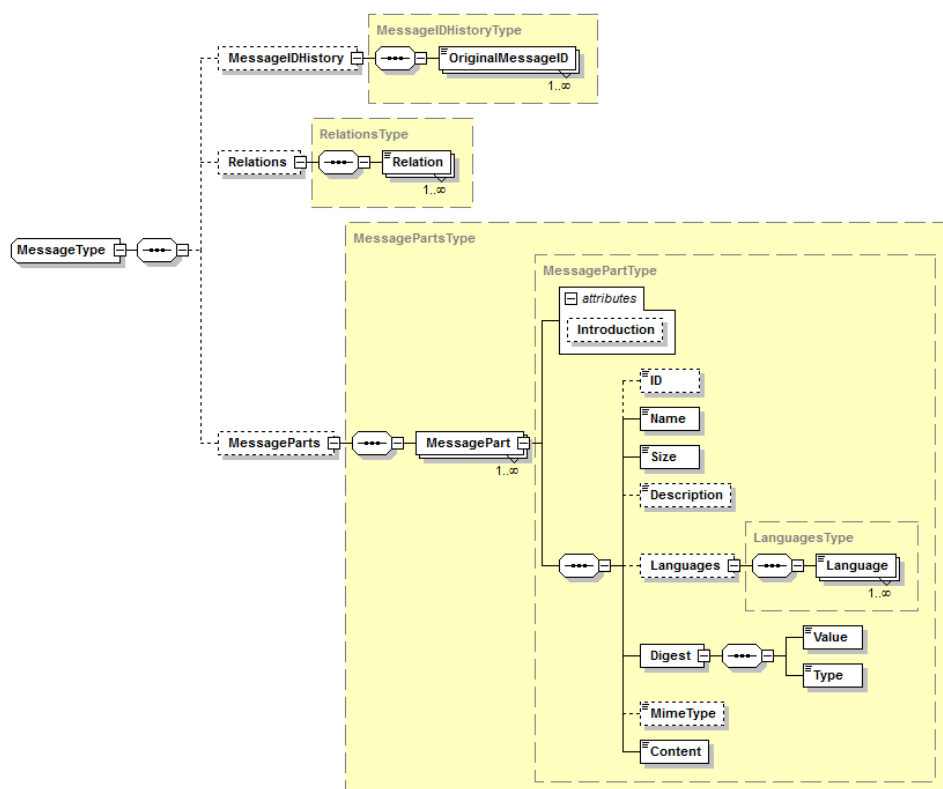 MessageIDHistoryType
MessageIDHistory
OriginalMessageID
1..∞
RelationsType
Relations
Relation
1..∞
MessageType
MessagePartsType
MessagePartType
attributes
Introduction
ID
Name
MessageParts
MessagePart
1..∞
Size
Description
LanguagesType
Languages
Language
1..∞
Digest
Value
Type
MimeType
Content